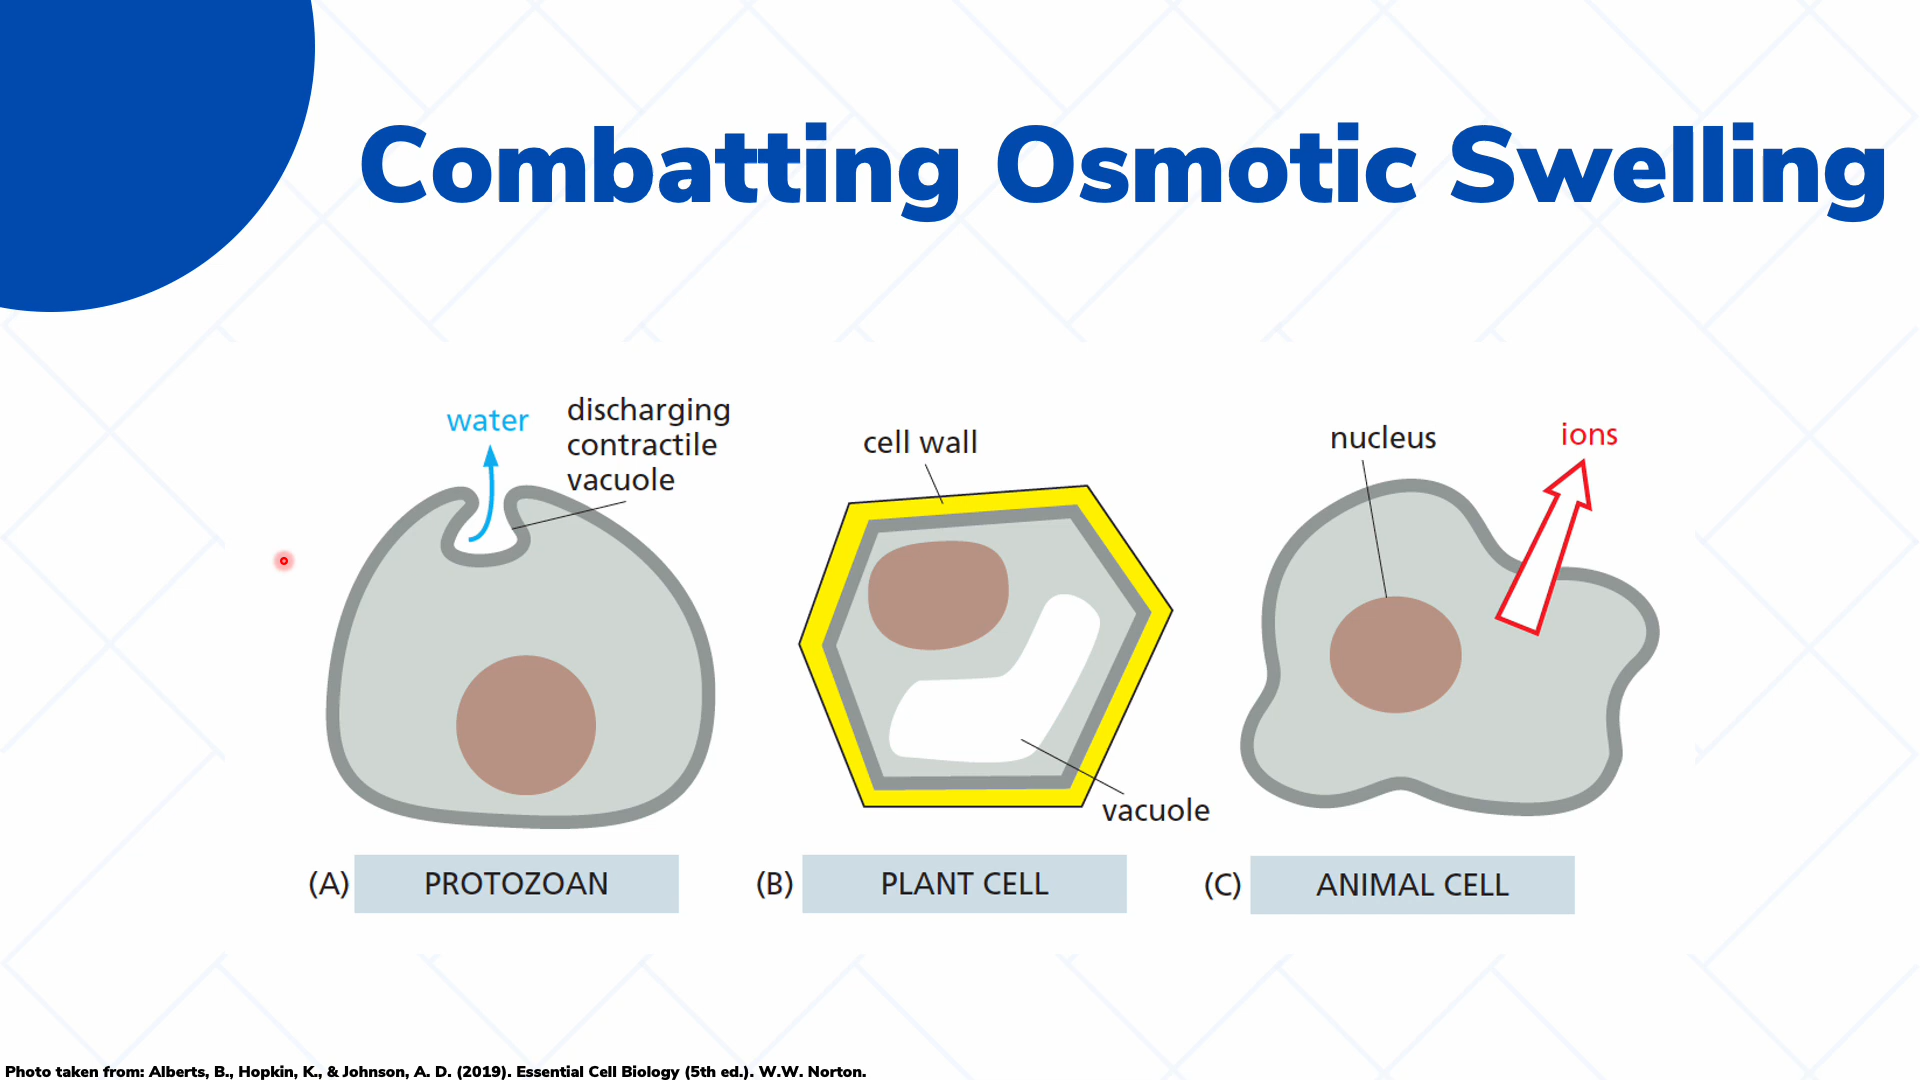 Combatting Osmotic Swelling
water
discharging
contractile
vacuole
cell wall
vacuole
nucleus
ions
(A) PROTOZOAN
(B) PLANT CELL
(C) ANIMAL CELL
Photo taken from: Alberts, B., Hopkin, K., & Johnson, A. D. (2019). Essential Cell Biology (5th ed.). W.W. Norton.